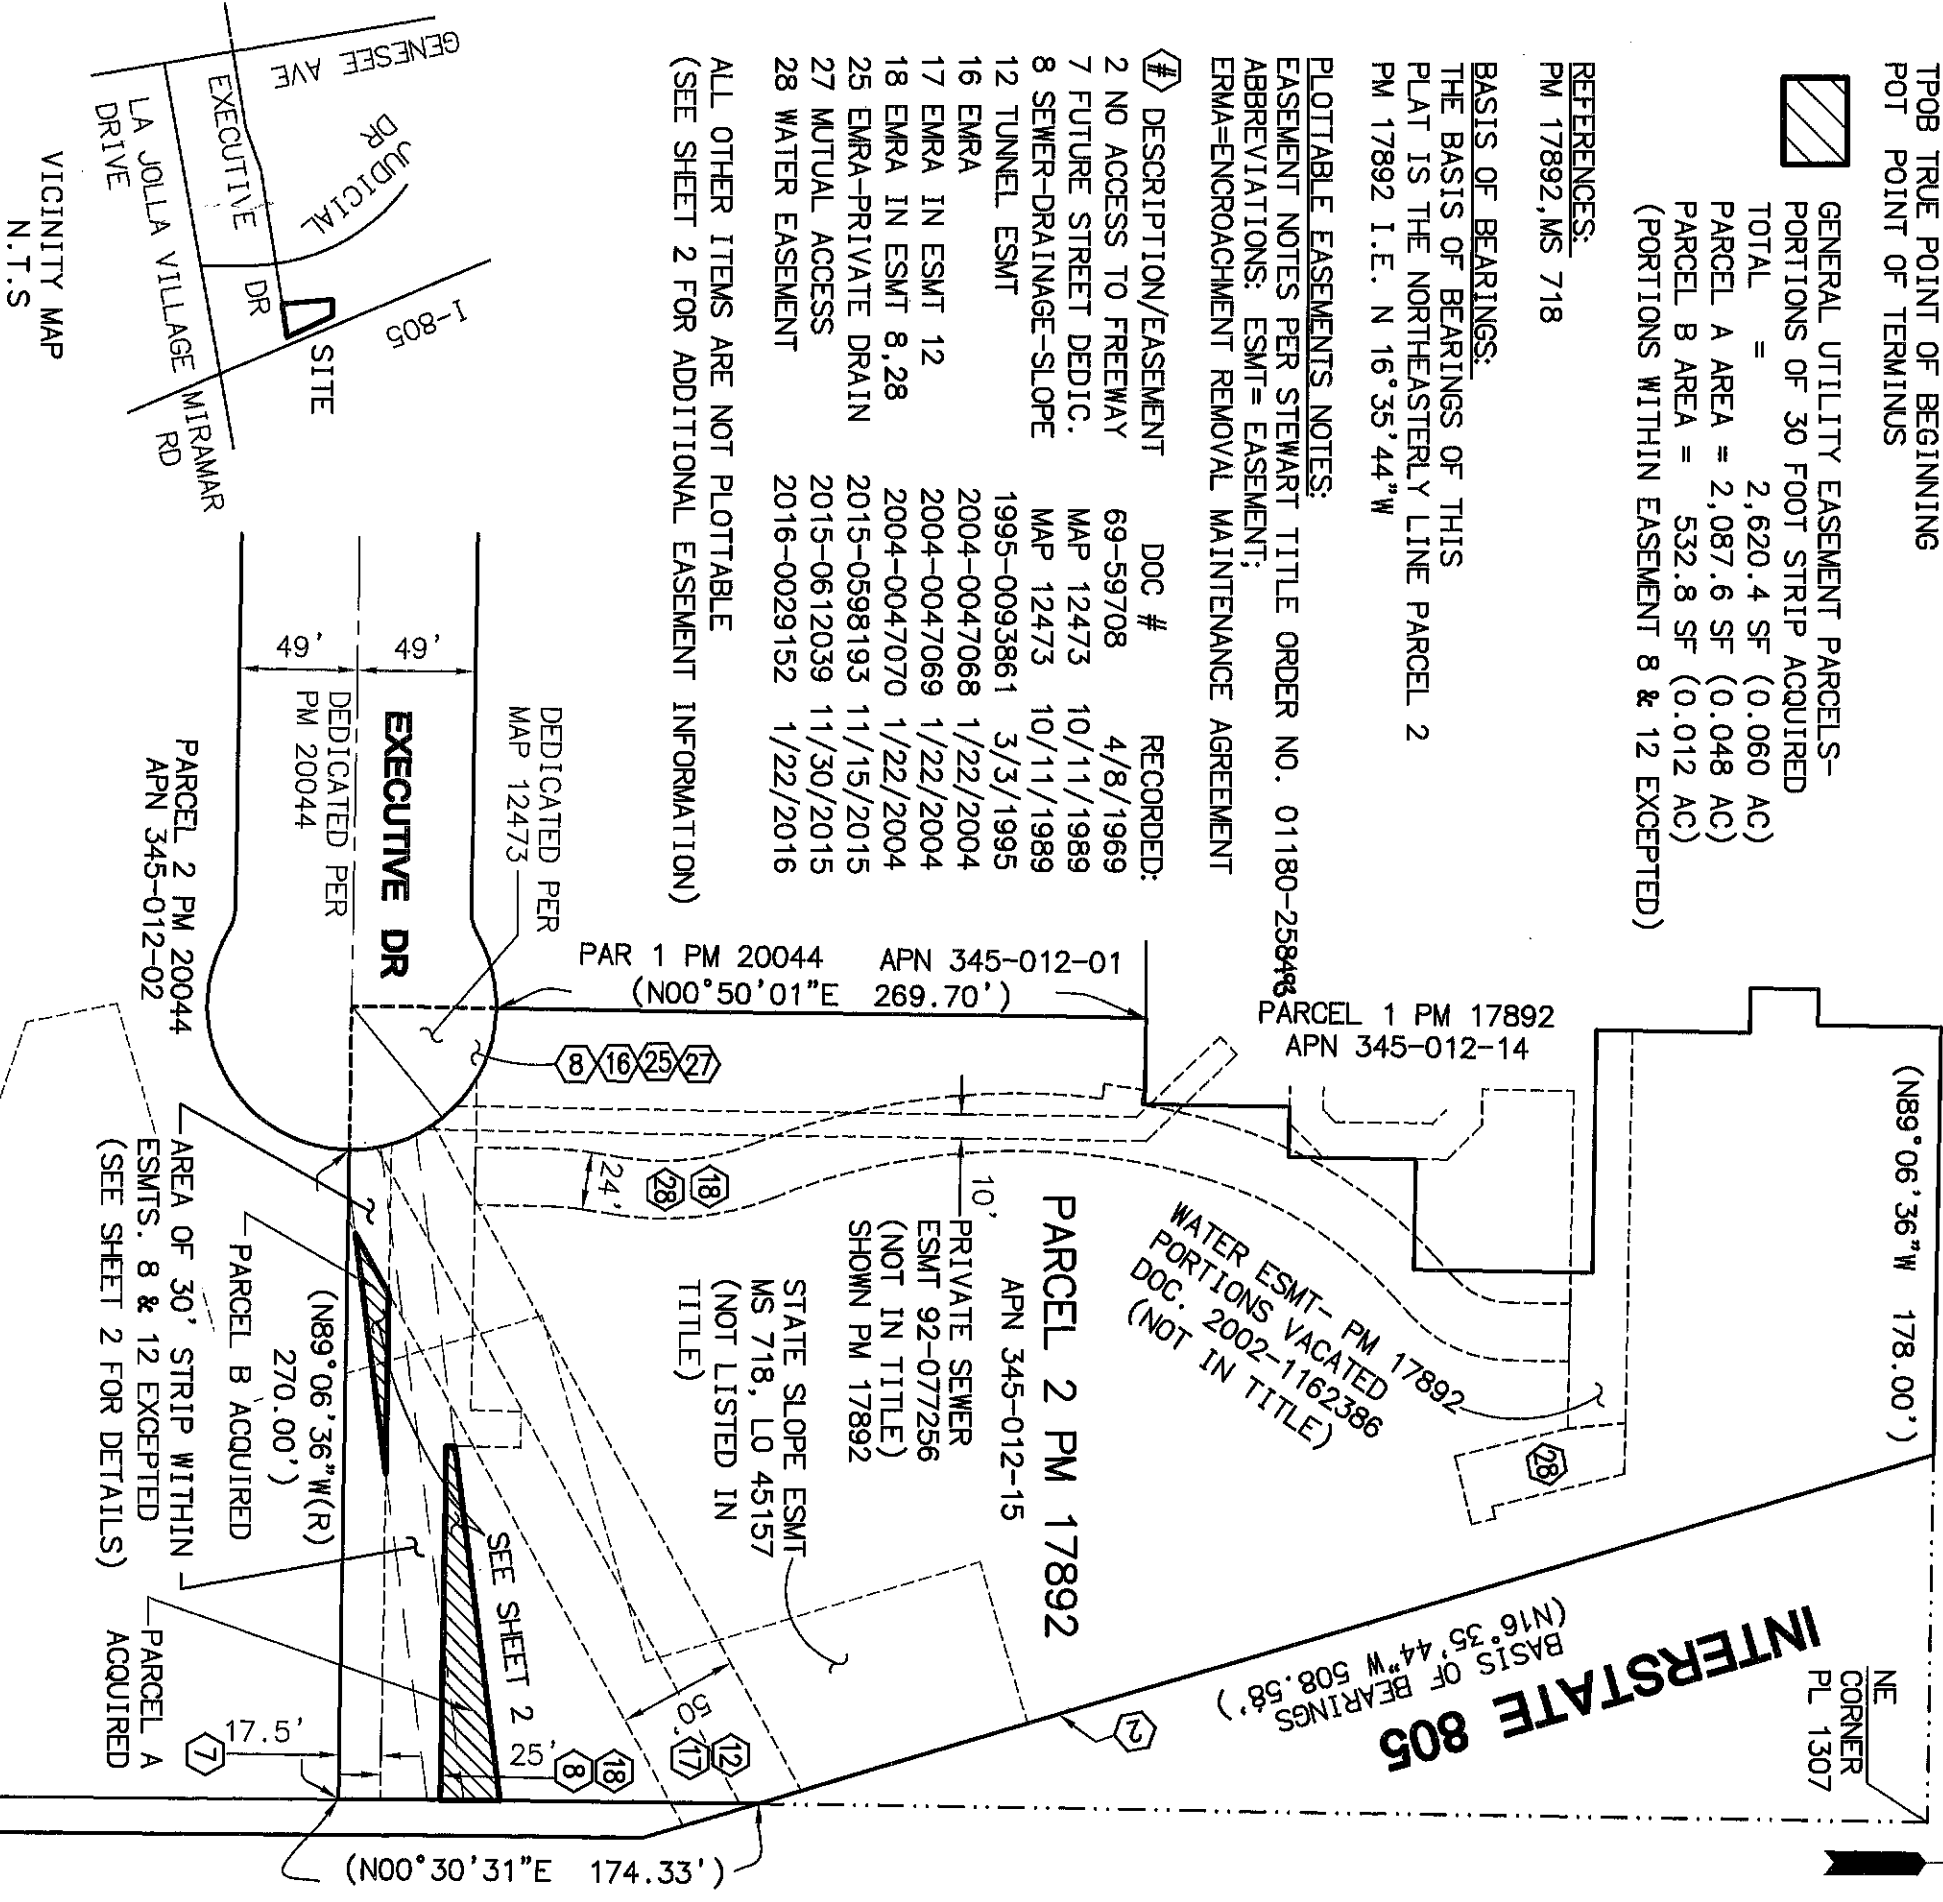 TPOB TRUE POINT OF BEGINNING
POT POINT OF TERMINUS
GENERAL UTILITY EASEMENT PARCELS-
PORTIONS OF 30 FOOT STRIP ACQUIRED
TOTAL = 2,620.4 SF (0.060 AC)
PARCEL A AREA = 2,087.6 SF (0.048 AC)
PARCEL B AREA = 532.8 SF (0.012 AC)
(PORTIONS WITHIN EASEMENT 8 & 12 EXCEPTED)
REFERENCES:
PM 17892,MS 718
BASIS OF BEARINGS:
THE BASIS OF BEARINGS OF THIS
PLAT IS THE NORTHEASTERLY LINE PARCEL 2
PM 17892 I.E. N 16°35'44"W
PLOTTABLE EASEMENTS NOTES:
EASEMENT NOTES PER STEWART TITLE ORDER NO. 01180-258498
ABBREVIATIONS: ESMT= EASEMENT;
ERMA=ENCROACHMENT REMOVAL MAINTENANCE AGREEMENT
# DESCRIPTION/EASEMENT DOC # RECORDED:
2 NO ACCESS TO FREEWAY 69-59708 4/8/1969
7 FUTURE STREET DEDIC. MAP 12473 10/11/1989
8 SEWER-DRAINAGE-SLOPE MAP 12473 10/11/1989
12 TUNNEL ESMT 1995-0093861 3/3/1995
16 EMRA 2004-0047068 1/22/2004
17 EMRA IN ESMT 12 2004-0047069 1/22/2004
18 EMRA IN ESMT 8,28 2004-0047070 1/22/2004
25 EMRA-PRIVATE DRAIN 2015-0598193 11/15/2015
27 MUTUAL ACCESS 2015-0612039 11/30/2015
28 WATER EASEMENT 2016-0029152 1/22/2016
ALL OTHER ITEMS ARE NOT PLOTTABLE
(SEE SHEET 2 FOR ADDITIONAL EASEMENT INFORMATION)
GENESEE AVE
EXECUTIVE
DR
JUDICIAL
DR
LA JOLLA VILLAGE
DRIVE
MIRAMAR
RD
I-805
SITE
VICINITY MAP
N.T.S
49'
49'
DEDICATED PER
MAP 12473
EXECUTIVE DR
DEDICATED PER
PM 20044
PARCEL 2 PM 20044
APN 345-012-02
PAR 1 PM 20044 APN 345-012-01
(N00°50'01"E 269.70')
PARCEL 1 PM 17892
APN 345-012-14
(N89°06'36"W 178.00')
8 16 25 27
24'
18
28
10'
PRIVATE SEWER
ESMT 92-077256
(NOT IN TITLE)
SHOWN PM 17892
PARCEL 2 PM 17892
APN 345-012-15
WATER ESMT- PM 17892
PORTIONS VACATED
DOC. 2002-1162386
(NOT IN TITLE)
28
STATE SLOPE ESMT
MS 718, LO 45157
(NOT LISTED IN
TITLE)
AREA OF 30' STRIP WITHIN
ESMTS. 8 & 12 EXCEPTED
(SEE SHEET 2 FOR DETAILS)
PARCEL B ACQUIRED
(N89°06'36"W(R)
270.00')
SEE SHEET 2
PARCEL A
ACQUIRED
7
17.5'
25'
8 18
50'
17 12
2
INTERSTATE 805
BASIS OF BEARINGS
(N16°35'44"W 508.58')
NE
CORNER
PL 1307
(N00°30'31"E 174.33')